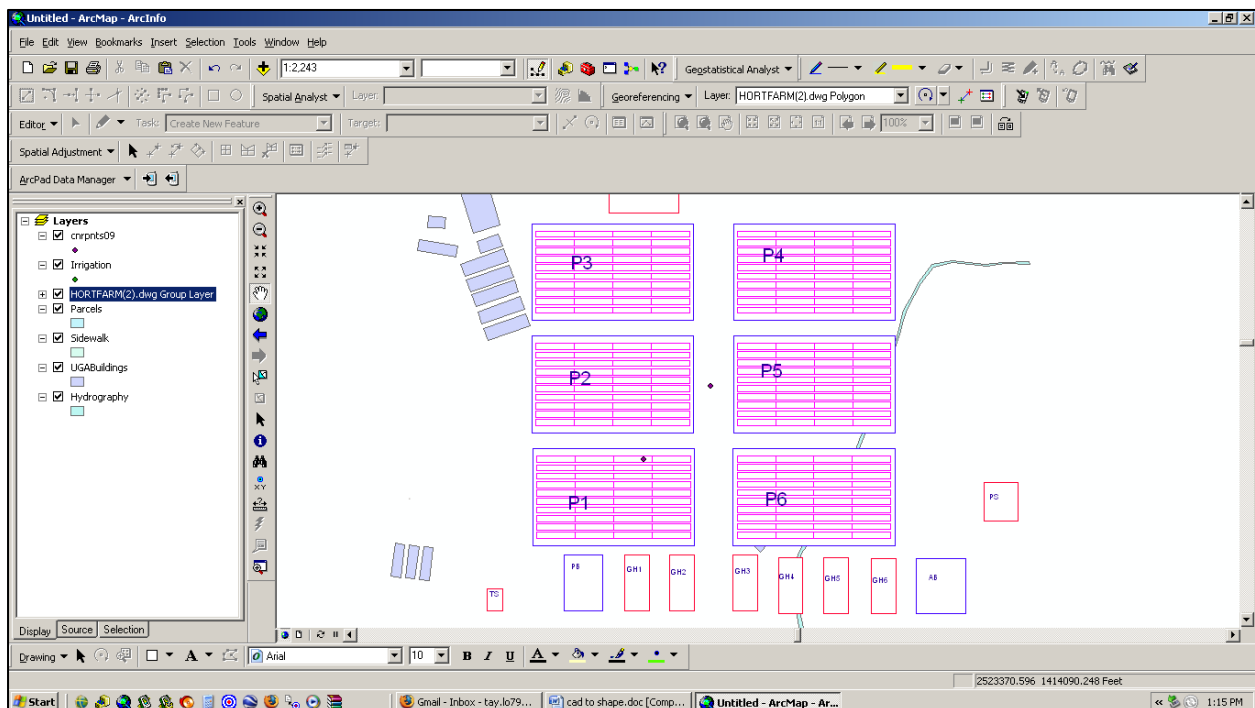 Untitled - ArcMap - ArcInfo
File Edit View Bookmarks Insert Selection Tools Window Help
1:2,243
Geostatistical Analyst
Spatial Analyst Layer:
Georeferencing Layer: HORTFARM(2).dwg Polygon
Editor Task: Create New Feature Target: 100%
Spatial Adjustment
ArcPad Data Manager
Layers
cnrpnts09
Irrigation
HORTFARM(2).dwg Group Layer
Parcels
Sidewalk
UGABuildings
Hydrography
XY
P3 P4
P2 P5
P1 P6
PS
PB GH1 GH2 GH3 GH4 GH5 GH6 AB
TS
Display Source Selection
Drawing A Arial 10 B I U A
2523370.596 1414090.248 Feet
Start Gmail - Inbox - tay.lo79... cad to shape.doc [Comp... Untitled - ArcMap - Ar... 1:15 PM